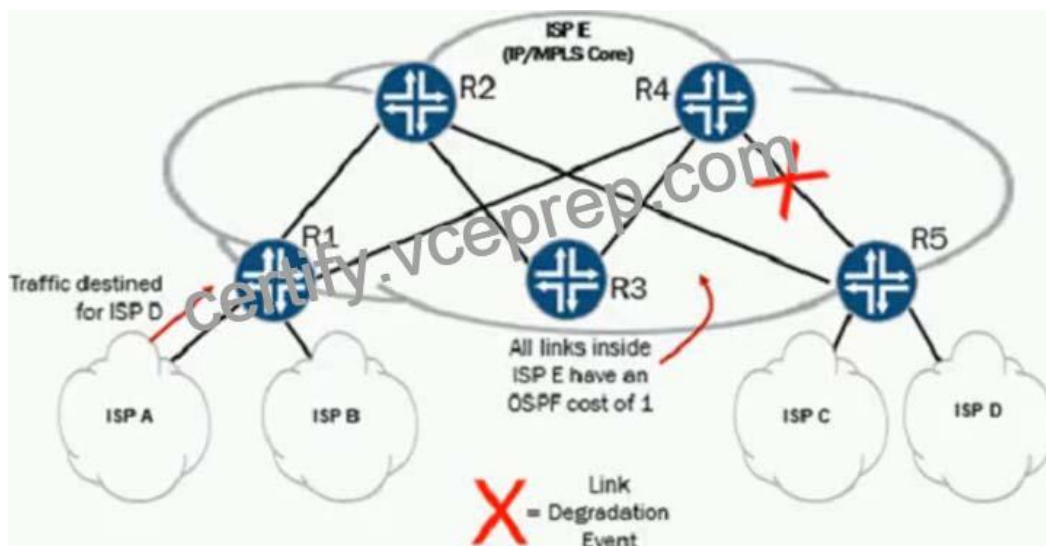 ISP E
(IP/MPLS Core)
R2
R4
R1
R5
R3
Traffic destined
for ISP D
All links inside
ISP E have an
OSPF cost of 1
ISP A
ISP B
ISP C
ISP D
X = Link
Degradation
Event
certify.vceprep.com